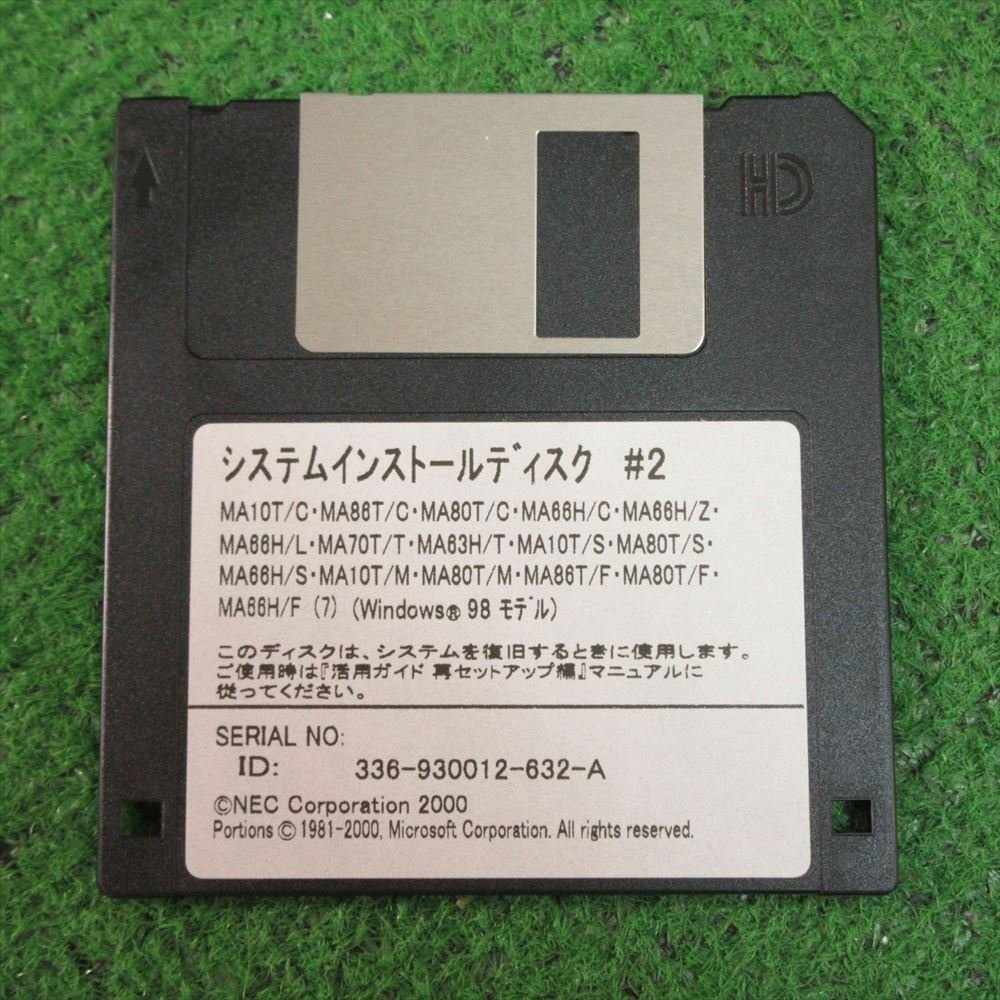 HD
システムインストールディスク #2
MA10T/C・MA86T/C・MA80T/C・MA66H/C・MA66H/Z・
MA66H/L・MA70T/T・MA63H/T・MA10T/S・MA80T/S・
MA66H/S・MA10T/M・MA80T/M・MA86T/F・MA80T/F・
MA66H/F (7) (Windows® 98 モデル)
このディスクは、システムを復旧するときに使用します。
ご使用時は『活用ガイド 再セットアップ編』マニュアルに
従ってください。
SERIAL NO:
ID: 336-930012-632-A
©NEC Corporation 2000
Portions © 1981-2000, Microsoft Corporation. All rights reserved.